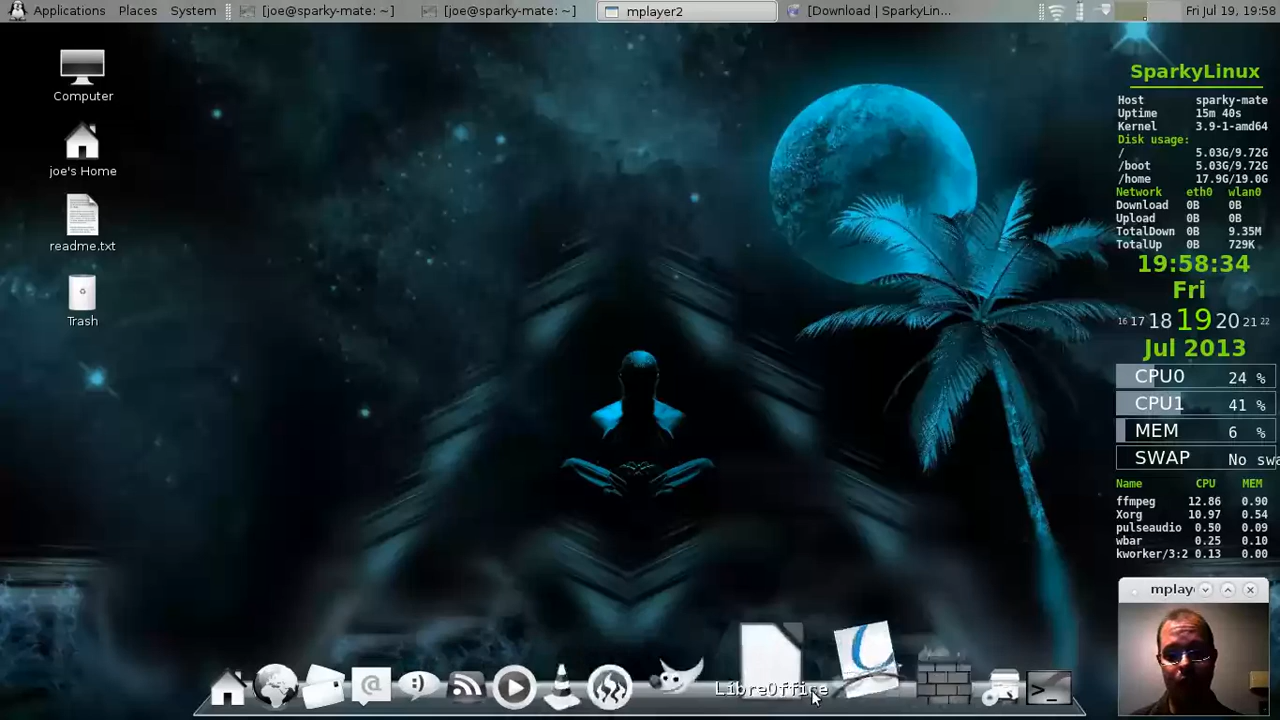 Applications Places System [joe@sparky-mate: ~] [joe@sparky-mate: ~] mplayer2 [Download | SparkyLin... Fri Jul 19, 19:58
Computer
joe's Home
readme.txt
Trash
SparkyLinux
Host sparky-mate
Uptime 15m 40s
Kernel 3.9-1-amd64
Disk usage:
/ 5.03G/9.72G
/boot 5.03G/9.72G
/home 17.9G/19.0G
Network eth0 wlan0
Download 0B 0B
Upload 0B 0B
TotalDown 0B 9.35M
TotalUp 0B 729K
19:58:34
Fri
16 17 18 19 20 21 22
Jul 2013
CPU0 24 %
CPU1 41 %
MEM 6 %
SWAP No swa
Name CPU MEM
ffmpeg 12.86 0.90
Xorg 10.97 0.54
pulseaudio 0.50 0.09
wbar 0.25 0.10
kworker/3:2 0.13 0.00
mplay
LibreOffice